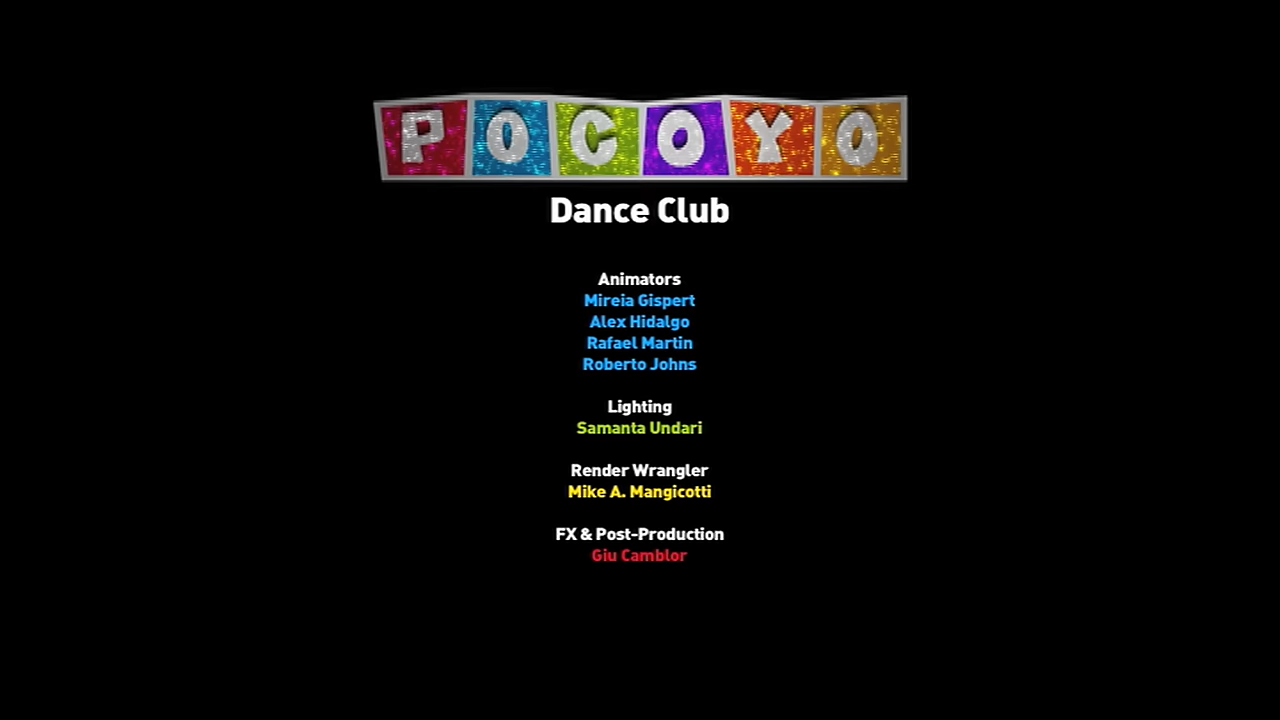 POCOYO
Dance Club
Animators
Mireia Gispert
Alex Hidalgo
Rafael Martin
Roberto Johns
Lighting
Samanta Undari
Render Wrangler
Mike A. Mangicotti
FX & Post-Production
Giu Camblor